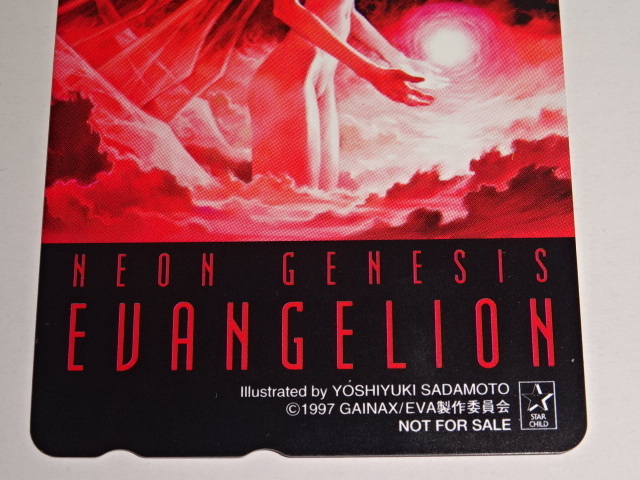 NEON GENESIS
EVANGELION
Illustrated by YOSHIYUKI SADAMOTO
©1997 GAINAX/EVA製作委員会
NOT FOR SALE
STAR
CHILD